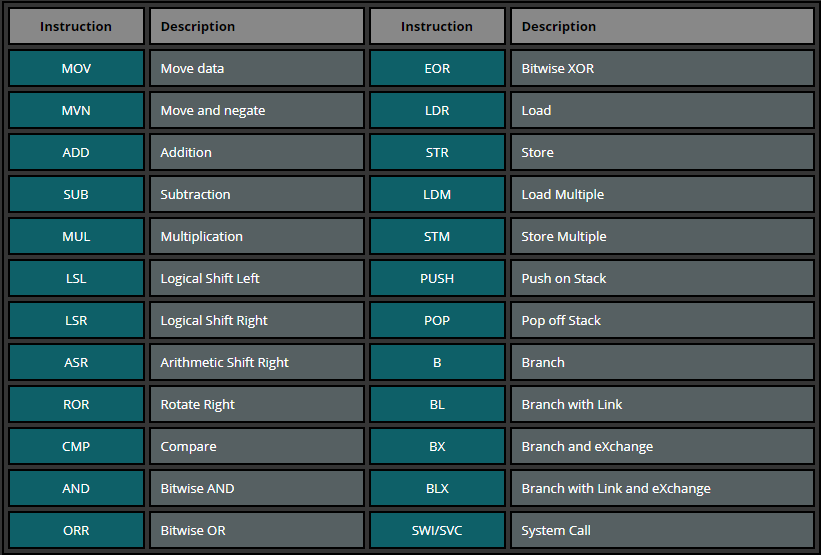 Instruction Description Instruction Description
MOV Move data EOR Bitwise XOR
MVN Move and negate LDR Load
ADD Addition STR Store
SUB Subtraction LDM Load Multiple
MUL Multiplication STM Store Multiple
LSL Logical Shift Left PUSH Push on Stack
LSR Logical Shift Right POP Pop off Stack
ASR Arithmetic Shift Right B Branch
ROR Rotate Right BL Branch with Link
CMP Compare BX Branch and eXchange
AND Bitwise AND BLX Branch with Link and eXchange
ORR Bitwise OR SWI/SVC System Call